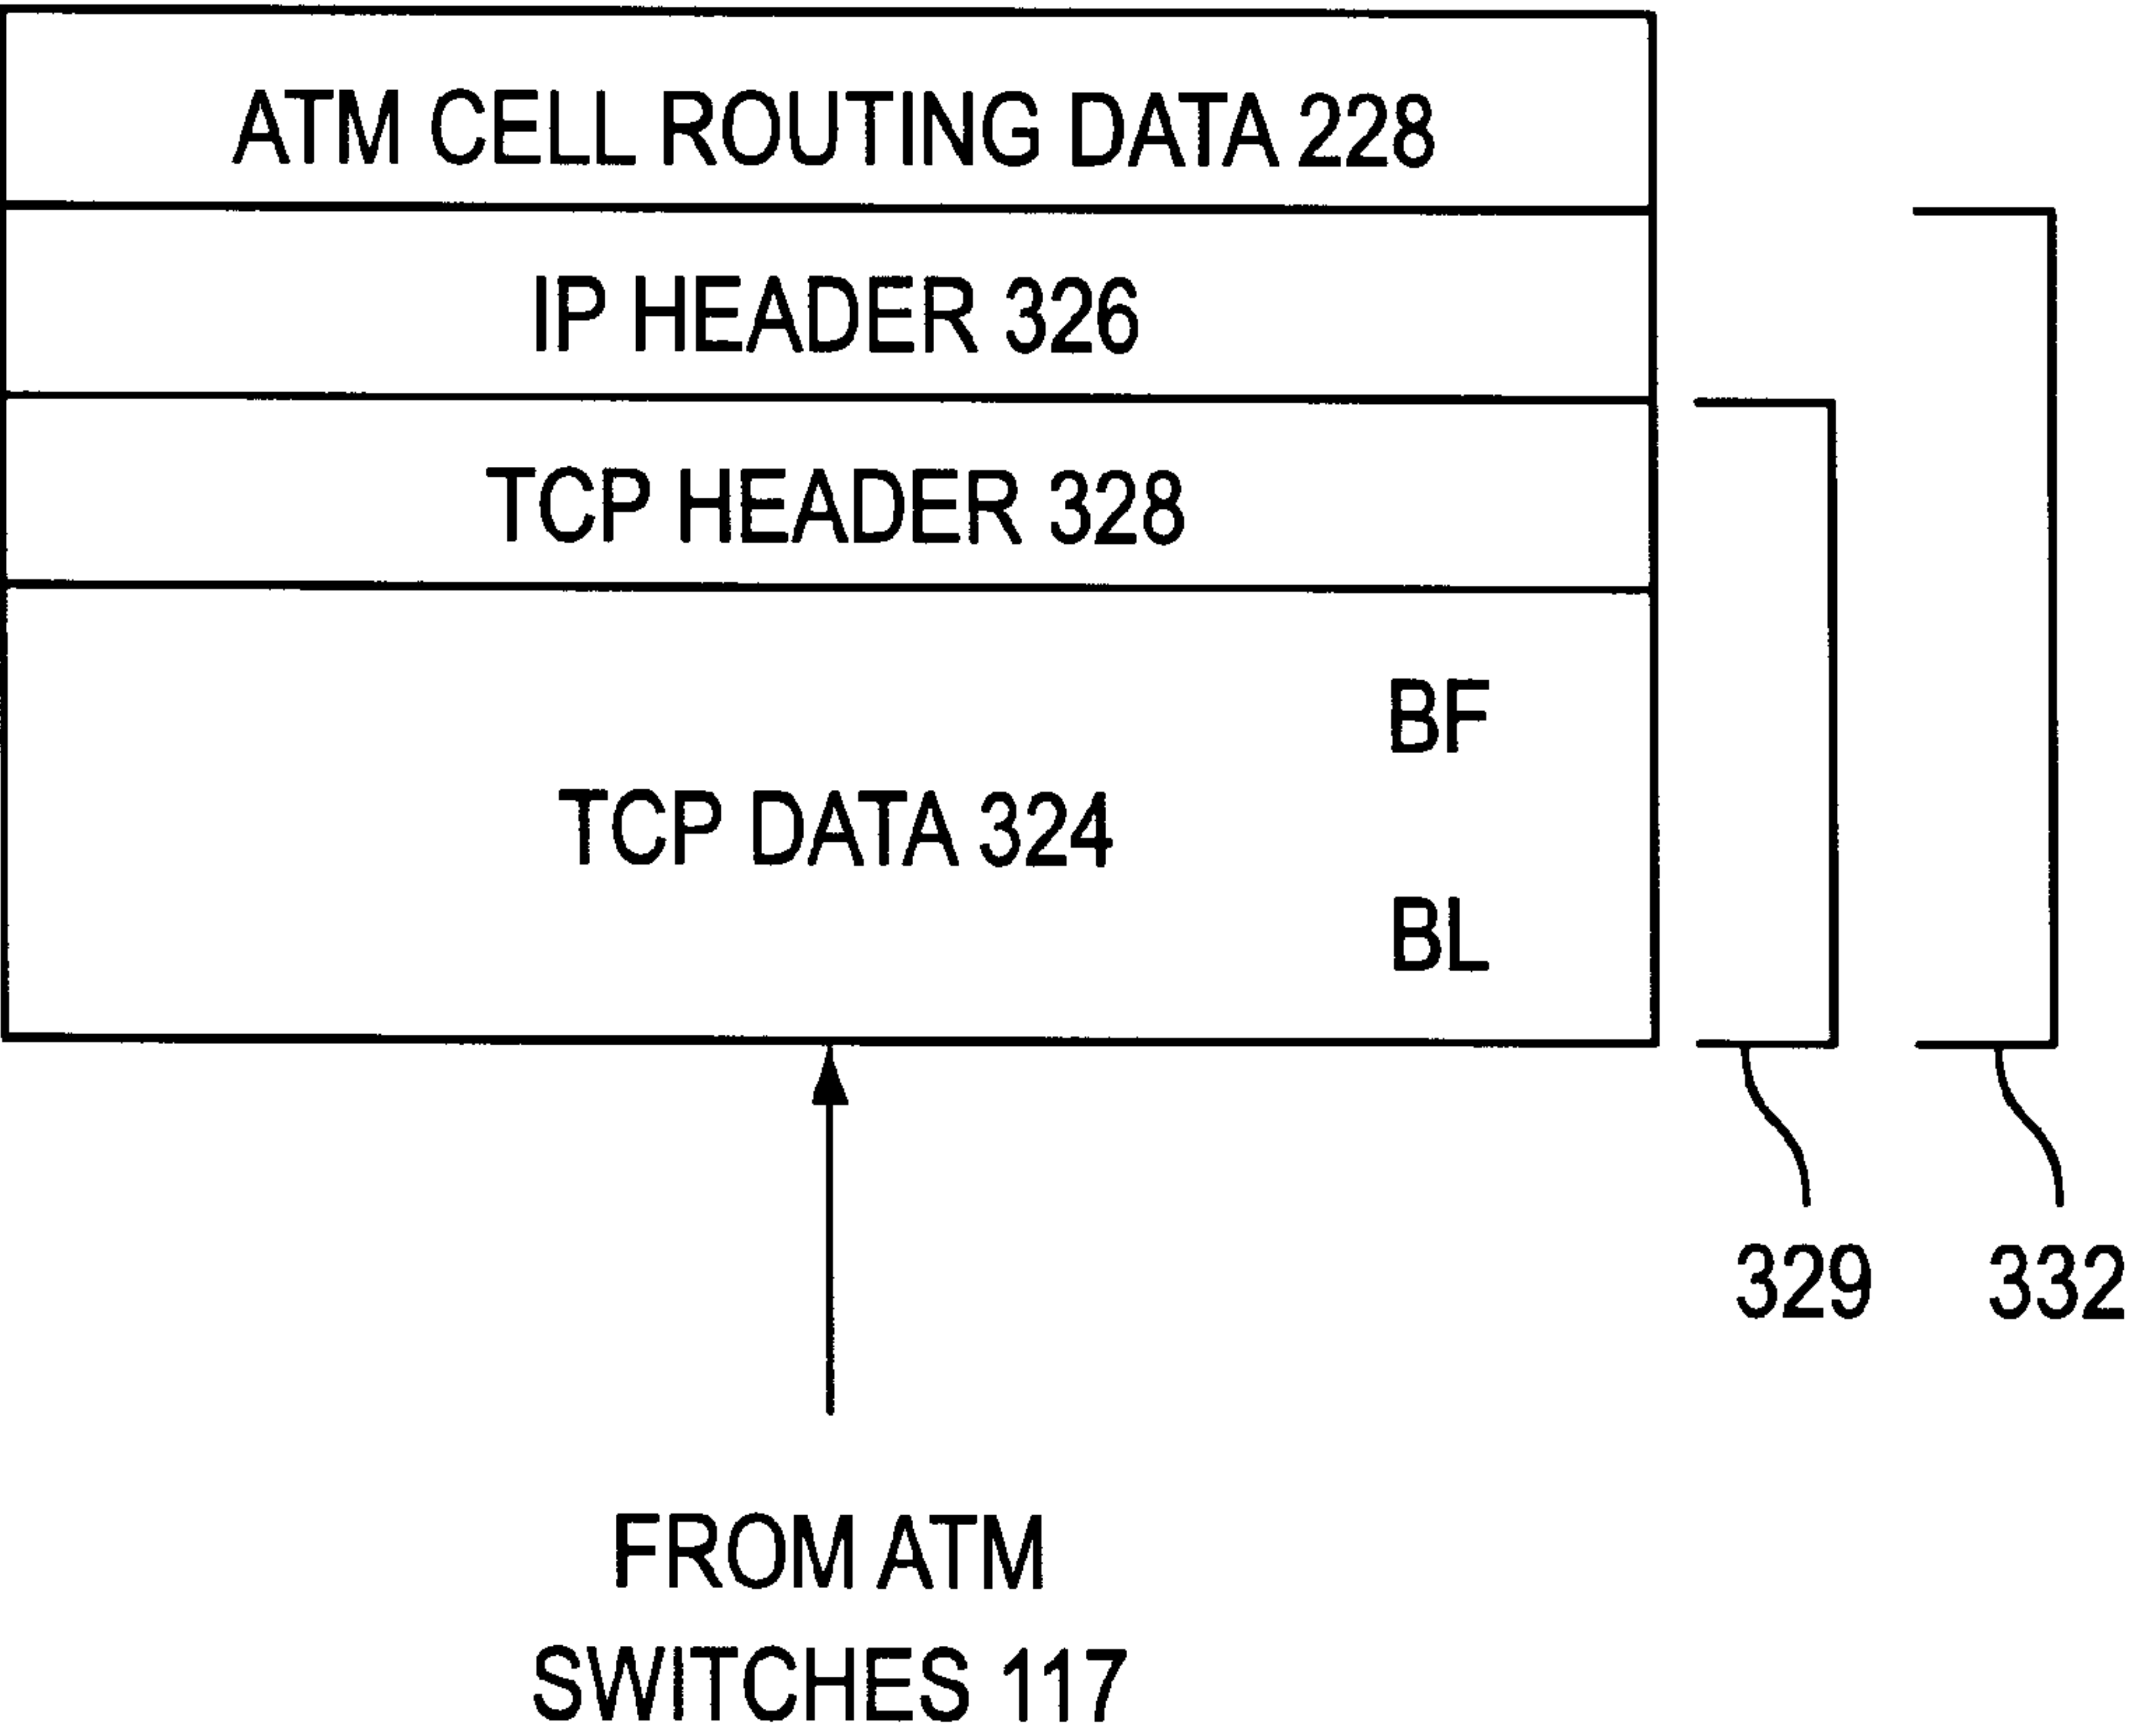 ATM CELL ROUTING DATA 228
IP HEADER 326
TCP HEADER 328
BF
TCP DATA 324
BL
329
332
FROM ATM
SWITCHES 117